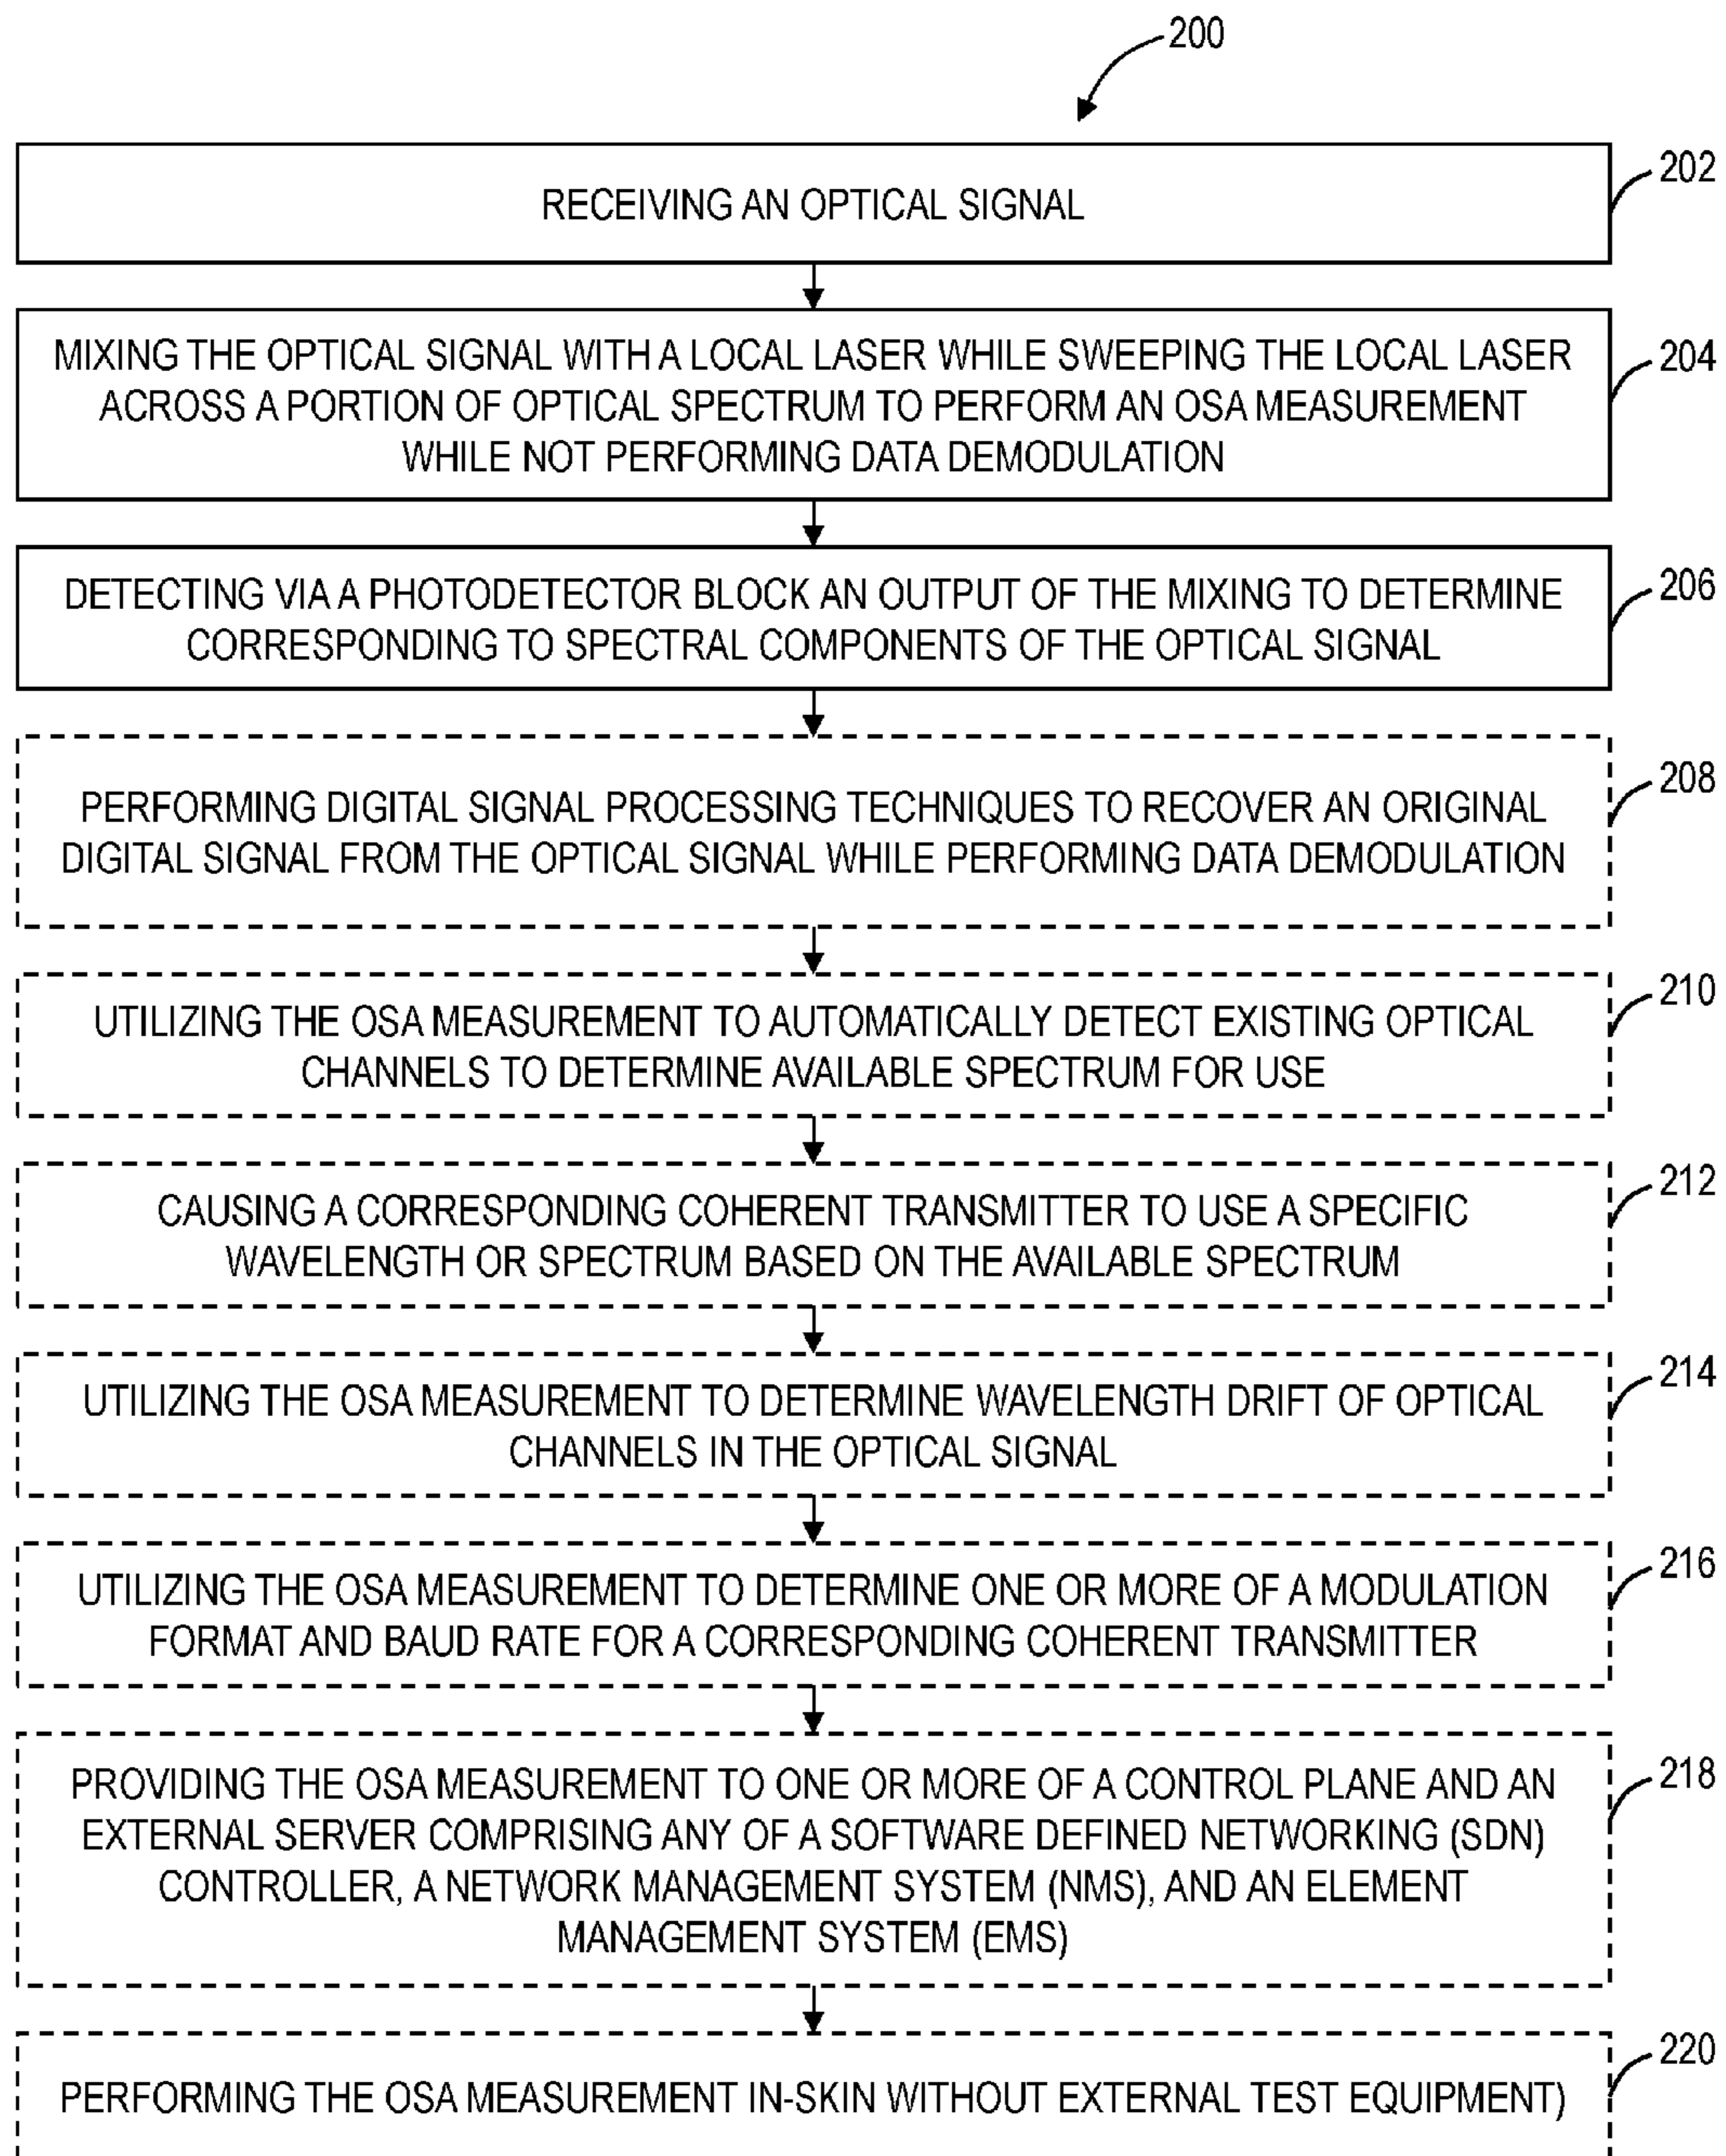 200
RECEIVING AN OPTICAL SIGNAL
202
MIXING THE OPTICAL SIGNAL WITH A LOCAL LASER WHILE SWEEPING THE LOCAL LASER
ACROSS A PORTION OF OPTICAL SPECTRUM TO PERFORM AN OSA MEASUREMENT
WHILE NOT PERFORMING DATA DEMODULATION
204
DETECTING VIA A PHOTODETECTOR BLOCK AN OUTPUT OF THE MIXING TO DETERMINE
CORRESPONDING TO SPECTRAL COMPONENTS OF THE OPTICAL SIGNAL
206
PERFORMING DIGITAL SIGNAL PROCESSING TECHNIQUES TO RECOVER AN ORIGINAL
DIGITAL SIGNAL FROM THE OPTICAL SIGNAL WHILE PERFORMING DATA DEMODULATION
208
UTILIZING THE OSA MEASUREMENT TO AUTOMATICALLY DETECT EXISTING OPTICAL
CHANNELS TO DETERMINE AVAILABLE SPECTRUM FOR USE
210
CAUSING A CORRESPONDING COHERENT TRANSMITTER TO USE A SPECIFIC
WAVELENGTH OR SPECTRUM BASED ON THE AVAILABLE SPECTRUM
212
UTILIZING THE OSA MEASUREMENT TO DETERMINE WAVELENGTH DRIFT OF OPTICAL
CHANNELS IN THE OPTICAL SIGNAL
214
UTILIZING THE OSA MEASUREMENT TO DETERMINE ONE OR MORE OF A MODULATION
FORMAT AND BAUD RATE FOR A CORRESPONDING COHERENT TRANSMITTER
216
PROVIDING THE OSA MEASUREMENT TO ONE OR MORE OF A CONTROL PLANE AND AN
EXTERNAL SERVER COMPRISING ANY OF A SOFTWARE DEFINED NETWORKING (SDN)
CONTROLLER, A NETWORK MANAGEMENT SYSTEM (NMS), AND AN ELEMENT
MANAGEMENT SYSTEM (EMS)
218
PERFORMING THE OSA MEASUREMENT IN-SKIN WITHOUT EXTERNAL TEST EQUIPMENT)
220